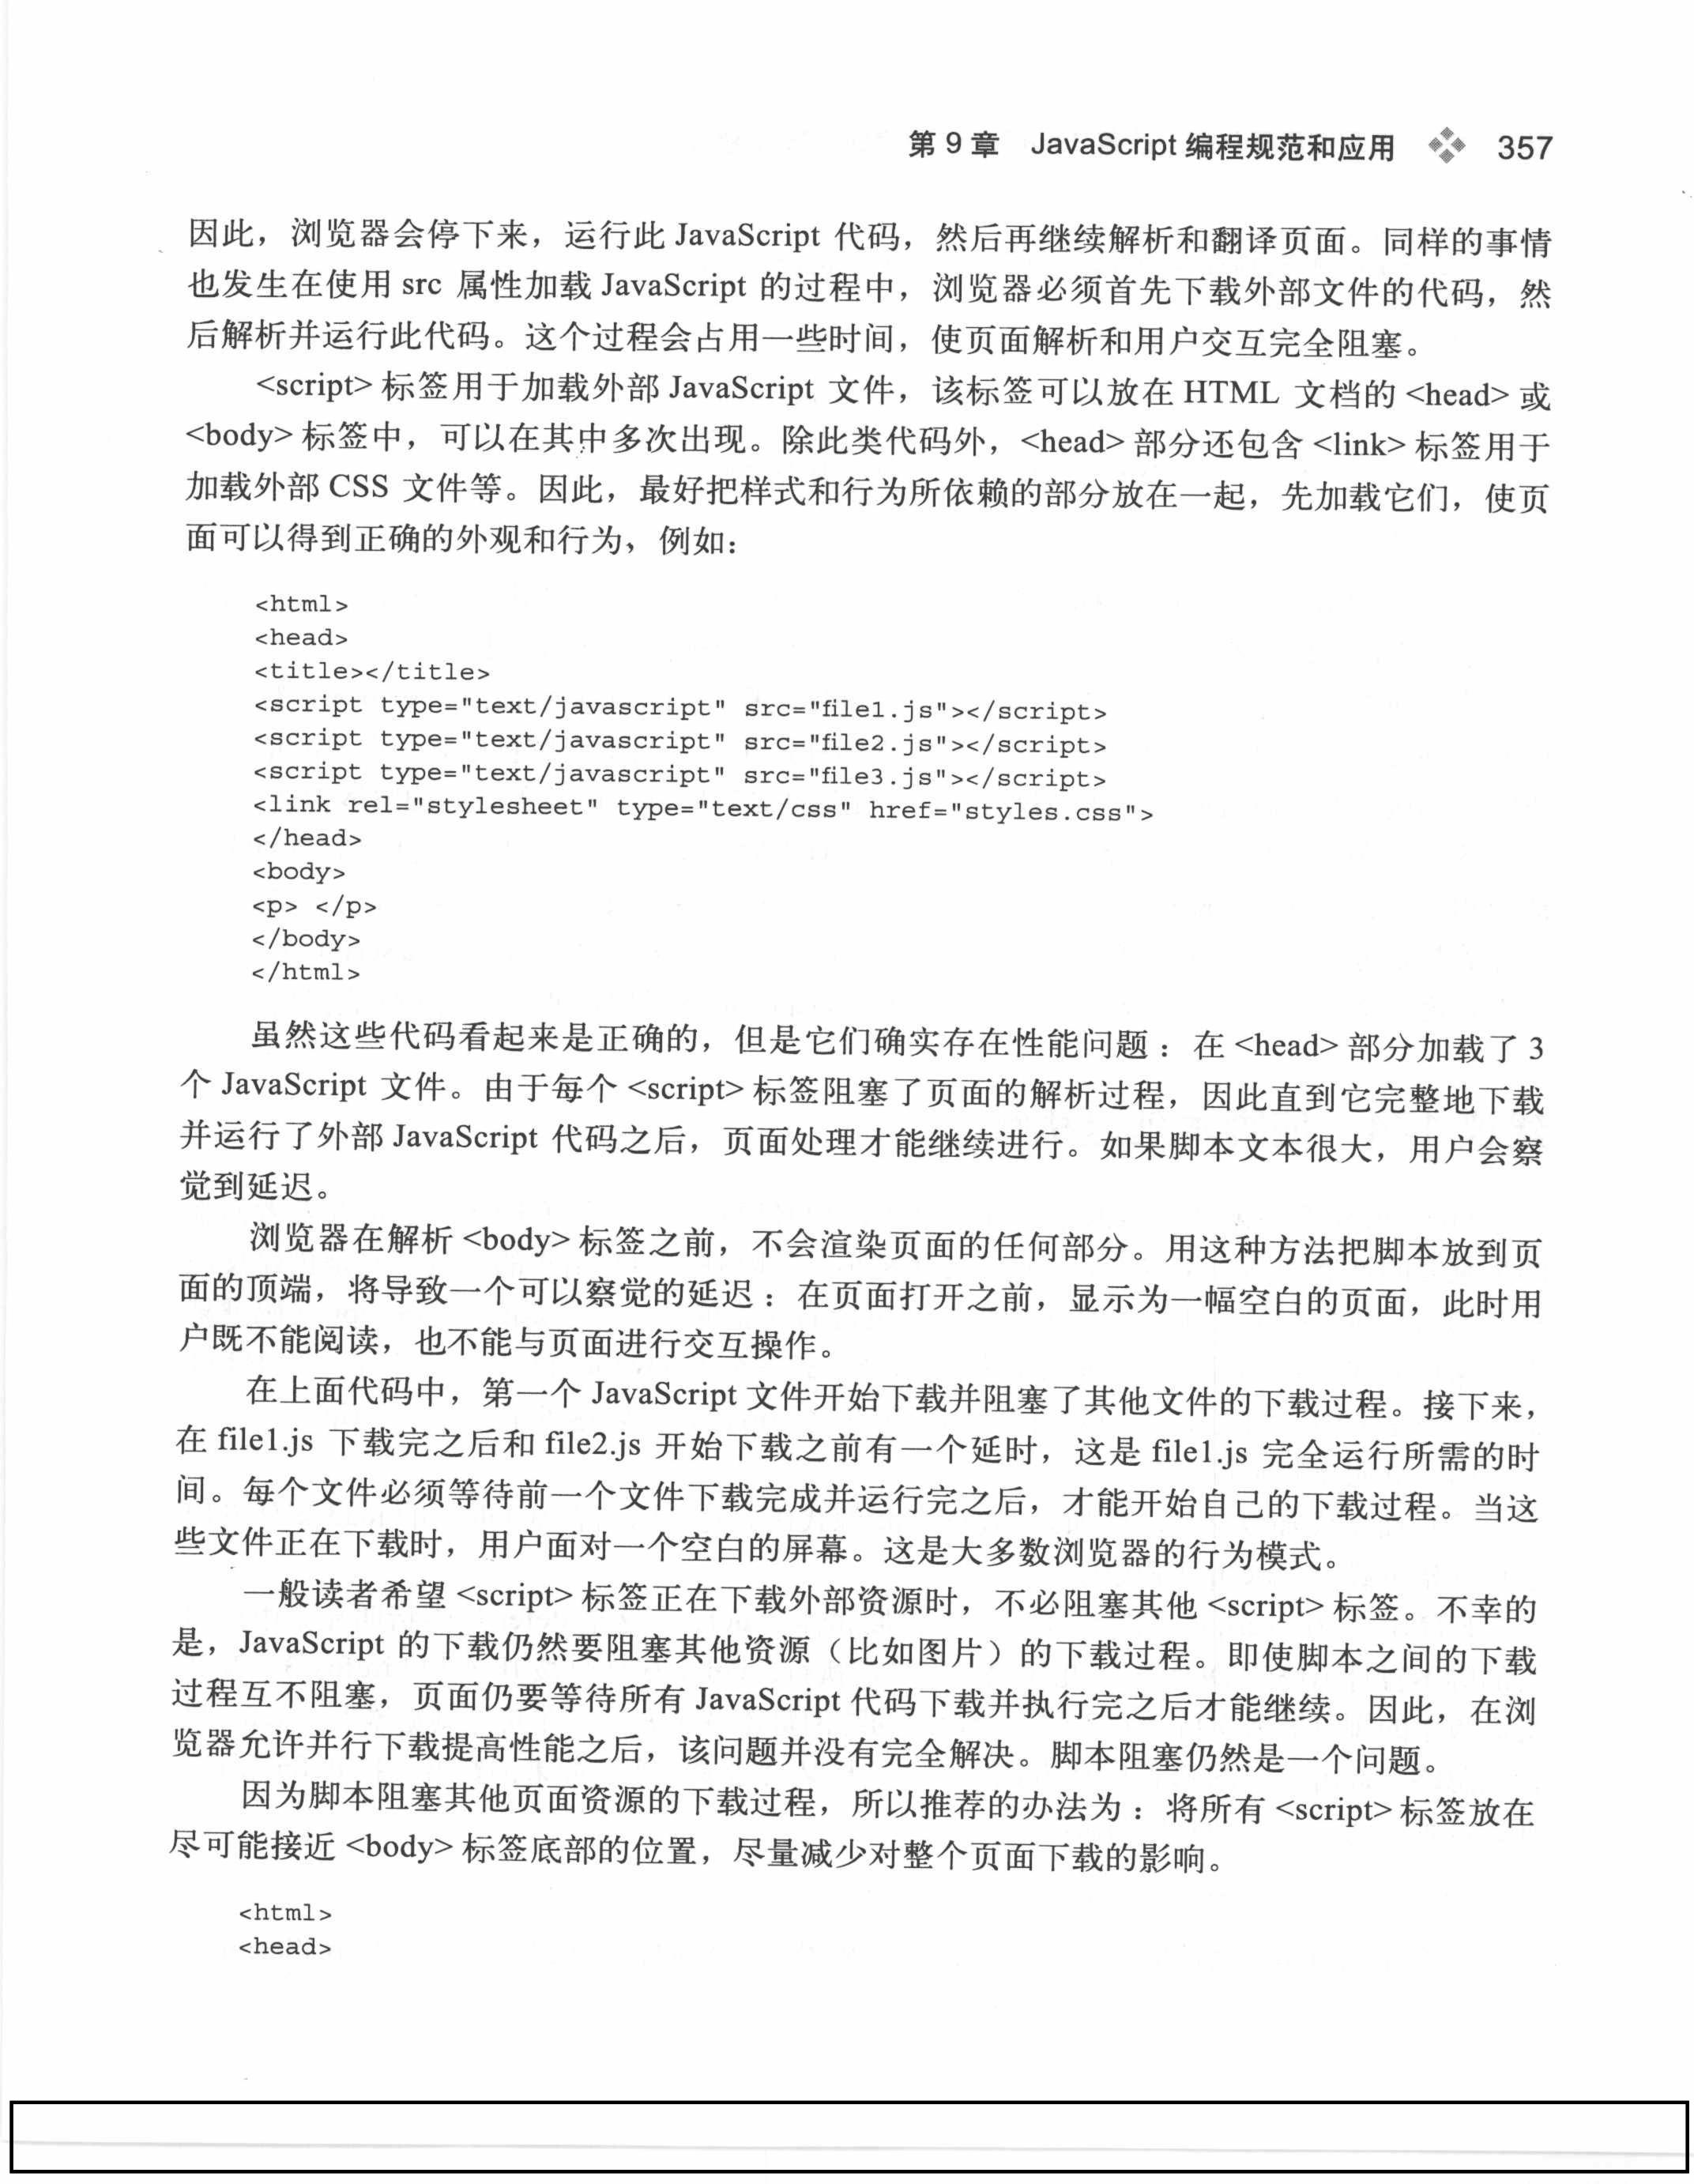 第 9 章 JavaScript 编程规范和应用 357
因此，浏览器会停下来，运行此 JavaScript 代码，然后再继续解析和翻译页面。同样的事情
也发生在使用 src 属性加载 JavaScript 的过程中，浏览器必须首先下载外部文件的代码，然
后解析并运行此代码。这个过程会占用一些时间，使页面解析和用户交互完全阻塞。
<script> 标签用于加载外部 JavaScript 文件，该标签可以放在 HTML 文档的 <head> 或
<body> 标签中，可以在其中多次出现。除此类代码外，<head> 部分还包含 <link> 标签用于
加载外部 CSS 文件等。因此，最好把样式和行为所依赖的部分放在一起，先加载它们，使页
面可以得到正确的外观和行为，例如：
<html>
<head>
<title></title>
<script type="text/javascript" src="file1.js"></script>
<script type="text/javascript" src="file2.js"></script>
<script type="text/javascript" src="file3.js"></script>
<link rel="stylesheet" type="text/css" href="styles.css">
</head>
<body>
<p> </p>
</body>
</html>
虽然这些代码看起来是正确的，但是它们确实存在性能问题：在 <head> 部分加载了 3
个 JavaScript 文件。由于每个 <script> 标签阻塞了页面的解析过程，因此直到它完整地下载
并运行了外部 JavaScript 代码之后，页面处理才能继续进行。如果脚本文本很大，用户会察
觉到延迟。
浏览器在解析 <body> 标签之前，不会渲染页面的任何部分。用这种方法把脚本放到页
面的顶端，将导致一个可以察觉的延迟：在页面打开之前，显示为一幅空白的页面，此时用
户既不能阅读，也不能与页面进行交互操作。
在上面代码中，第一个 JavaScript 文件开始下载并阻塞了其他文件的下载过程。接下来，
在 file1.js 下载完之后和 file2.js 开始下载之前有一个延时，这是 file1.js 完全运行所需的时
间。每个文件必须等待前一个文件下载完成并运行完之后，才能开始自己的下载过程。当这
些文件正在下载时，用户面对一个空白的屏幕。这是大多数浏览器的行为模式。
一般读者希望 <script> 标签正在下载外部资源时，不必阻塞其他 <script> 标签。不幸的
是，JavaScript 的下载仍然要阻塞其他资源（比如图片）的下载过程。即使脚本之间的下载
过程互不阻塞，页面仍要等待所有 JavaScript 代码下载并执行完之后才能继续。因此，在浏
览器允许并行下载提高性能之后，该问题并没有完全解决。脚本阻塞仍然是一个问题。
因为脚本阻塞其他页面资源的下载过程，所以推荐的办法为：将所有 <script> 标签放在
尽可能接近 <body> 标签底部的位置，尽量减少对整个页面下载的影响。
<html>
<head>